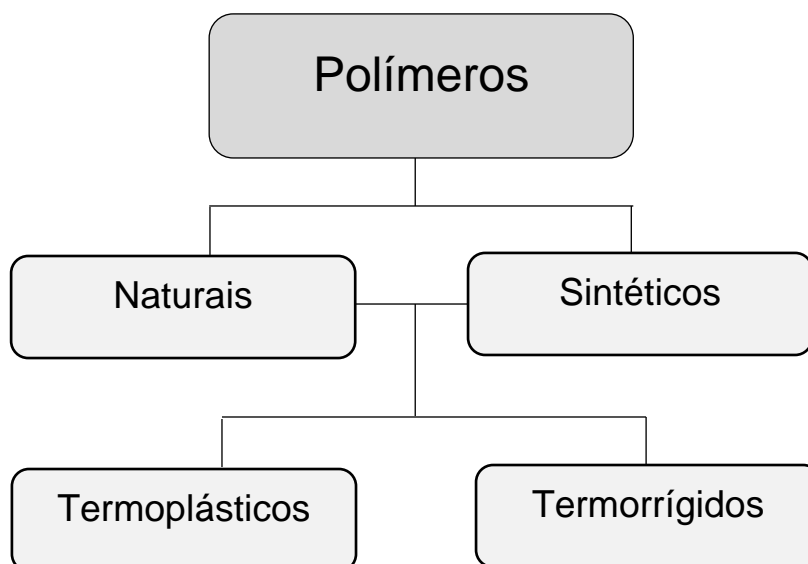 Polímeros
Naturais
Sintéticos
Termoplásticos
Termorrígidos